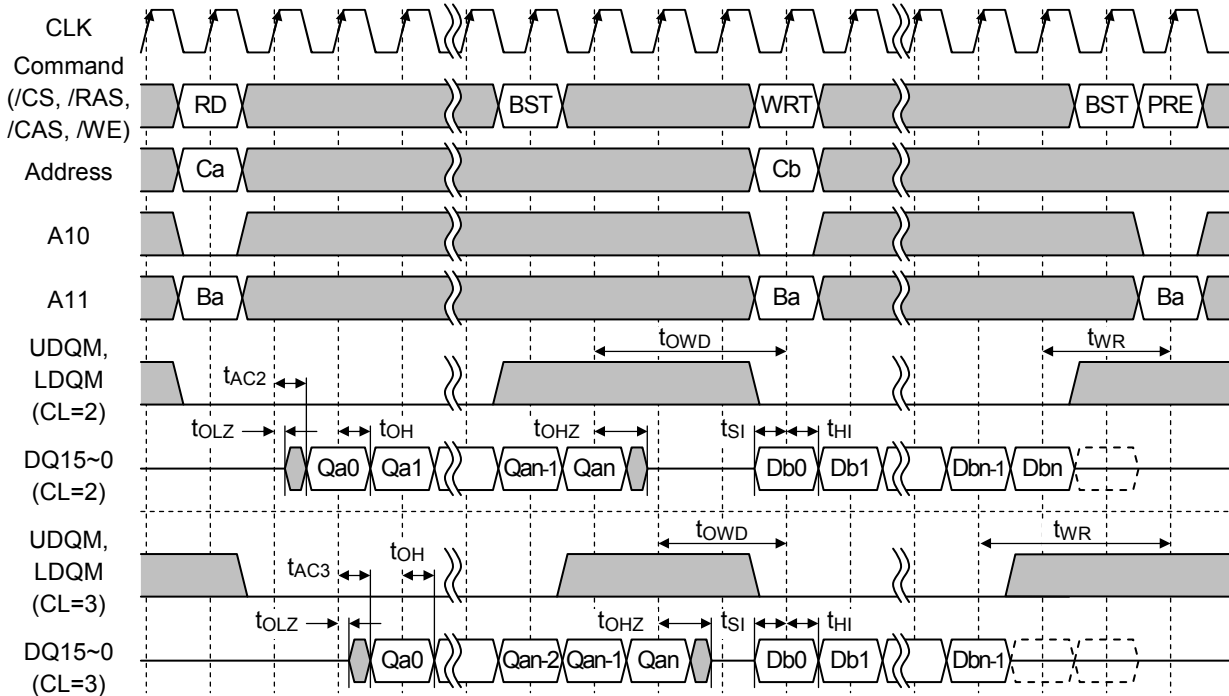 CLK
Command
(/CS, /RAS,
/CAS, /WE)
RD BST WRT BST PRE
Address
Ca Cb
A10
A11
Ba Ba Ba
UDQM,
LDQM
(CL=2)
tAC2 tOWD tWR
tOLZ tOH tOHZ tSI tHI
DQ15~0
(CL=2)
Qa0 Qa1 Qan-1 Qan Db0 Db1 Dbn-1 Dbn
UDQM,
LDQM
(CL=3)
tAC3 tOH tOWD tWR
tOLZ tOHZ tSI tHI
DQ15~0
(CL=3)
Qa0 Qan-2 Qan-1 Qan Db0 Db1 Dbn-1